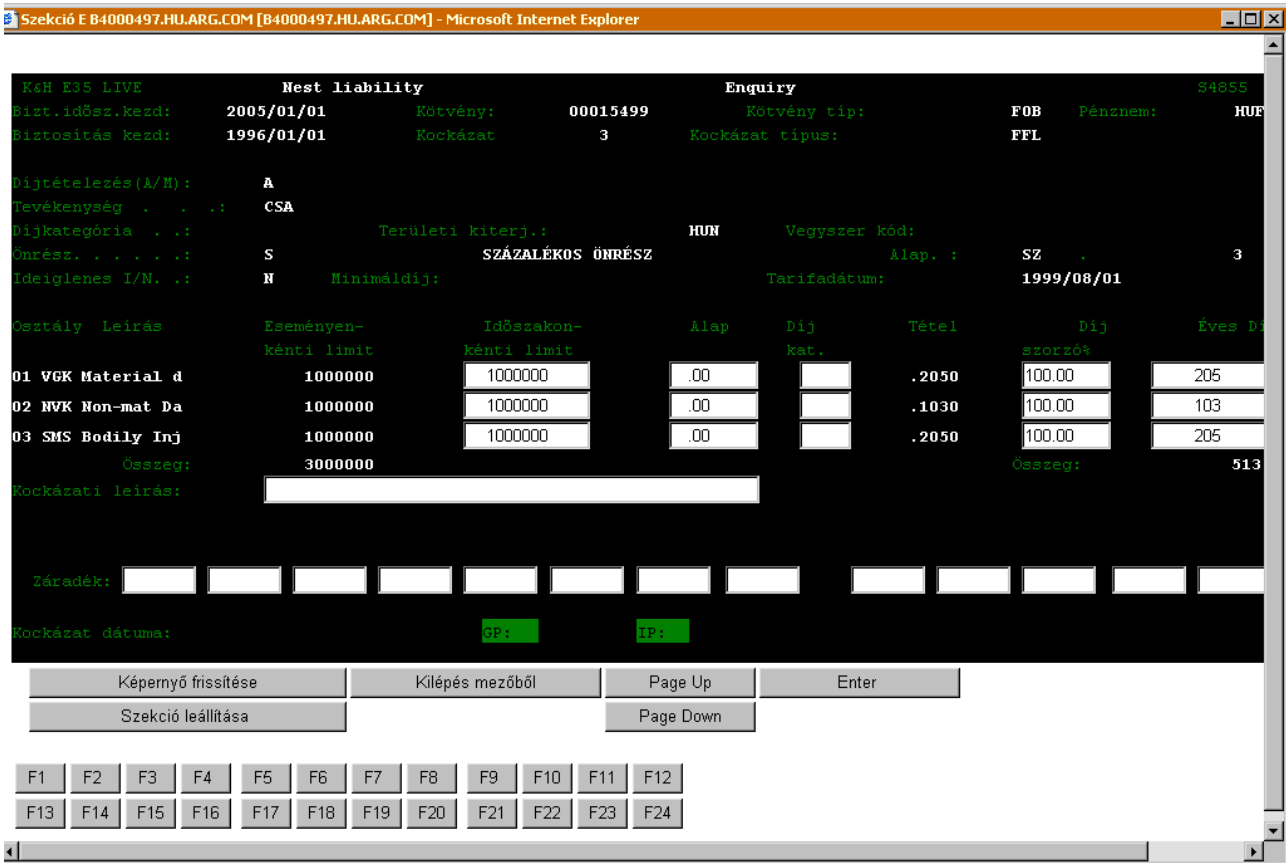 Szekció E B4000497.HU.ARG.COM [B4000497.HU.ARG.COM] - Microsoft Internet Explorer
K&H E35 LIVE Nest liability Enquiry S4855
Bizt.idősz.kezd: 2005/01/01 Kötvény: 00015499 Kötvény típ: F0B Pénznem: HUF
Biztosítás kezd: 1996/01/01 Kockázat 3 Kockázat típus: FFL
Díjtételezés(A/M): A
Tevékenység . . .: CSA
Díjkategória . .: Területi kiterj.: HUN Vegyszer kód:
Önrész. . . . . .: S SZÁZALÉKOS ÖNRÉSZ Alap. : SZ . 3
Ideiglenes I/N. .: N Minimáldíj: Tarifadátum: 1999/08/01
Osztály Leírás Eseményen- Időszakon- Alap Díj Tétel Díj Éves Dí
kénti limit kénti limit kat. szorzó%
01 VGK Material d 1000000 1000000 .00 .2050 100.00 205
02 NVK Non-mat Da 1000000 1000000 .00 .1030 100.00 103
03 SMS Bodily Inj 1000000 1000000 .00 .2050 100.00 205
Összeg: 3000000 Összeg: 513
Kockázati leírás:
Záradék:
Kockázat dátuma: GP: IP:
Képernyő frissítése Kilépés mezőből Page Up Enter
Szekció leállítása Page Down
F1 F2 F3 F4 F5 F6 F7 F8 F9 F10 F11 F12
F13 F14 F15 F16 F17 F18 F19 F20 F21 F22 F23 F24